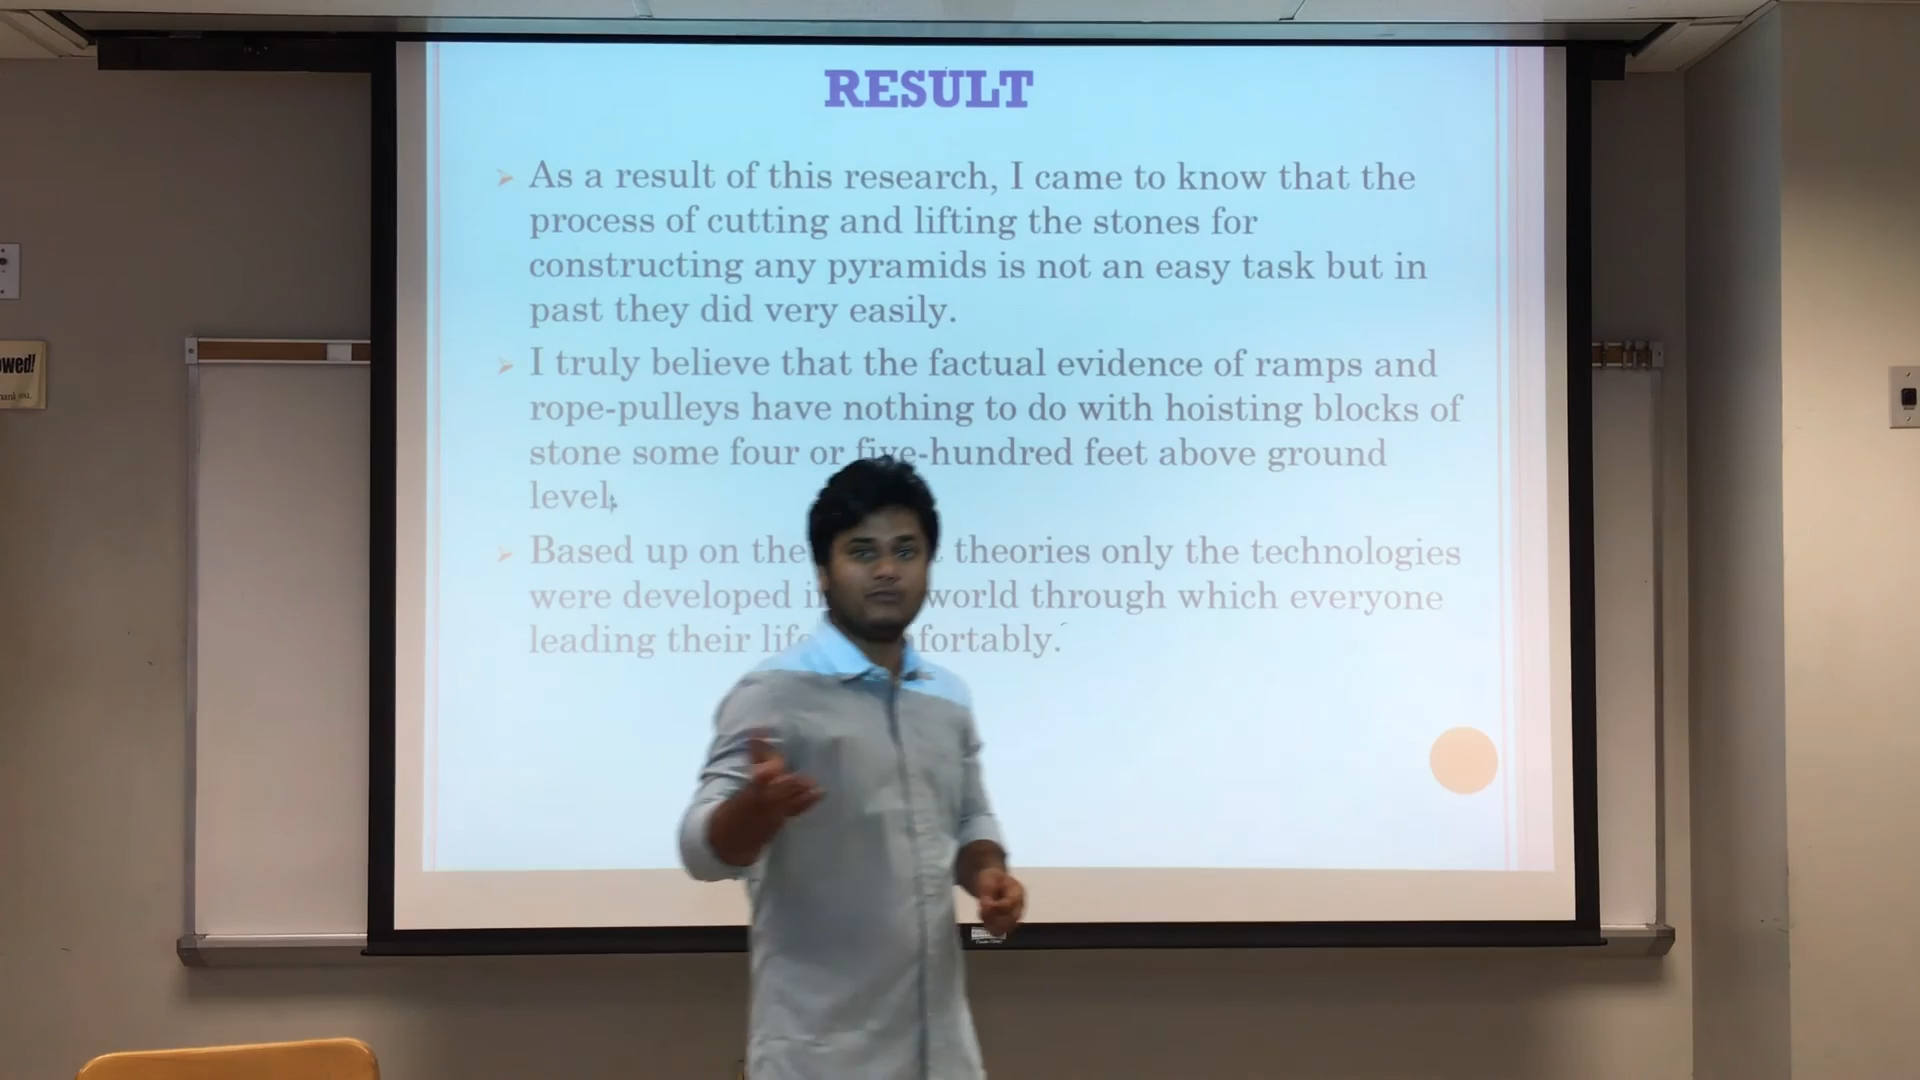 RESULT
As a result of this research, I came to know that the
process of cutting and lifting the stones for
constructing any pyramids is not an easy task but in
past they did very easily.
I truly believe that the factual evidence of ramps and
rope-pulleys have nothing to do with hoisting blocks of
stone some four or five-hundred feet above ground
level.
Based up on the theories only the technologies
were developed world through which everyone
leading their fortably.
owed!